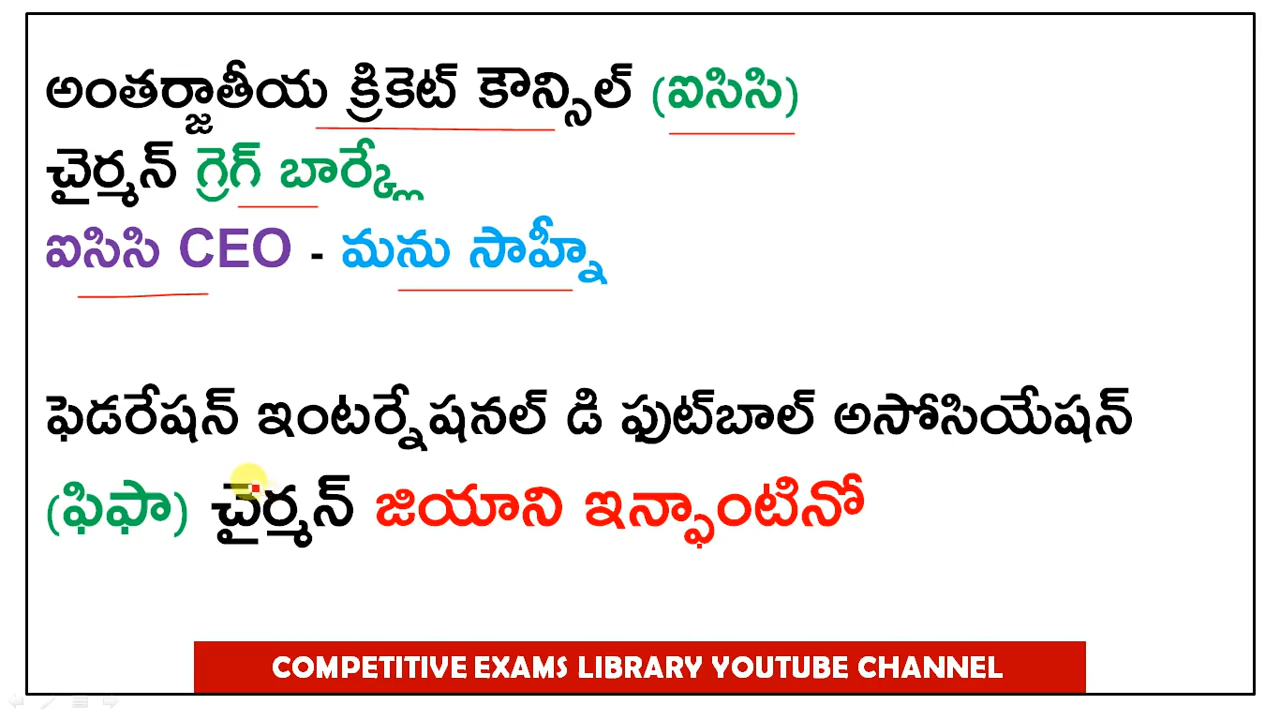 అంతర్జాతీయ క్రికెట్ కౌన్సిల్ (ఐసిసి)
చైర్మన్ గ్రెగ్ బార్క్లే
ఐసిసి CEO - మను సాహ్నీ
ఫెడరేషన్ ఇంటర్నేషనల్ డి ఫుట్‌బాల్ అసోసియేషన్
(ఫిఫా) చైర్మన్ జియాని ఇన్ఫాంటినో
COMPETITIVE EXAMS LIBRARY YOUTUBE CHANNEL